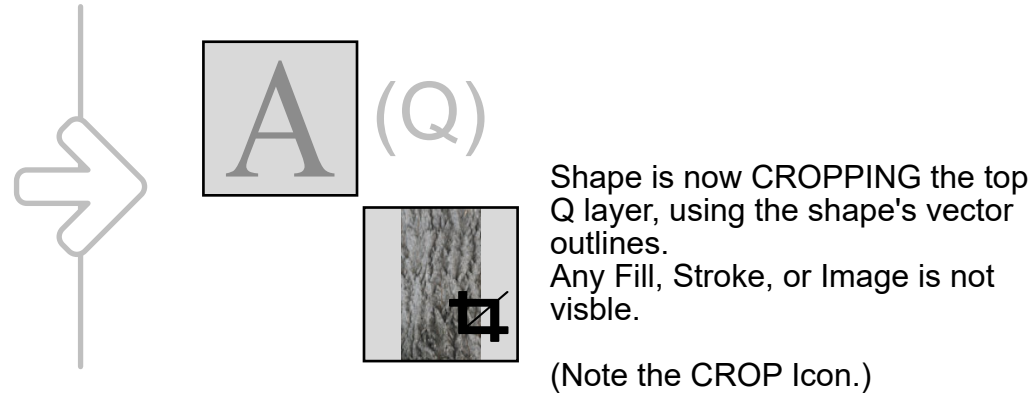 A (Q)
Shape is now CROPPING the top
Q layer, using the shape's vector
outlines.
Any Fill, Stroke, or Image is not
visble.
(Note the CROP Icon.)